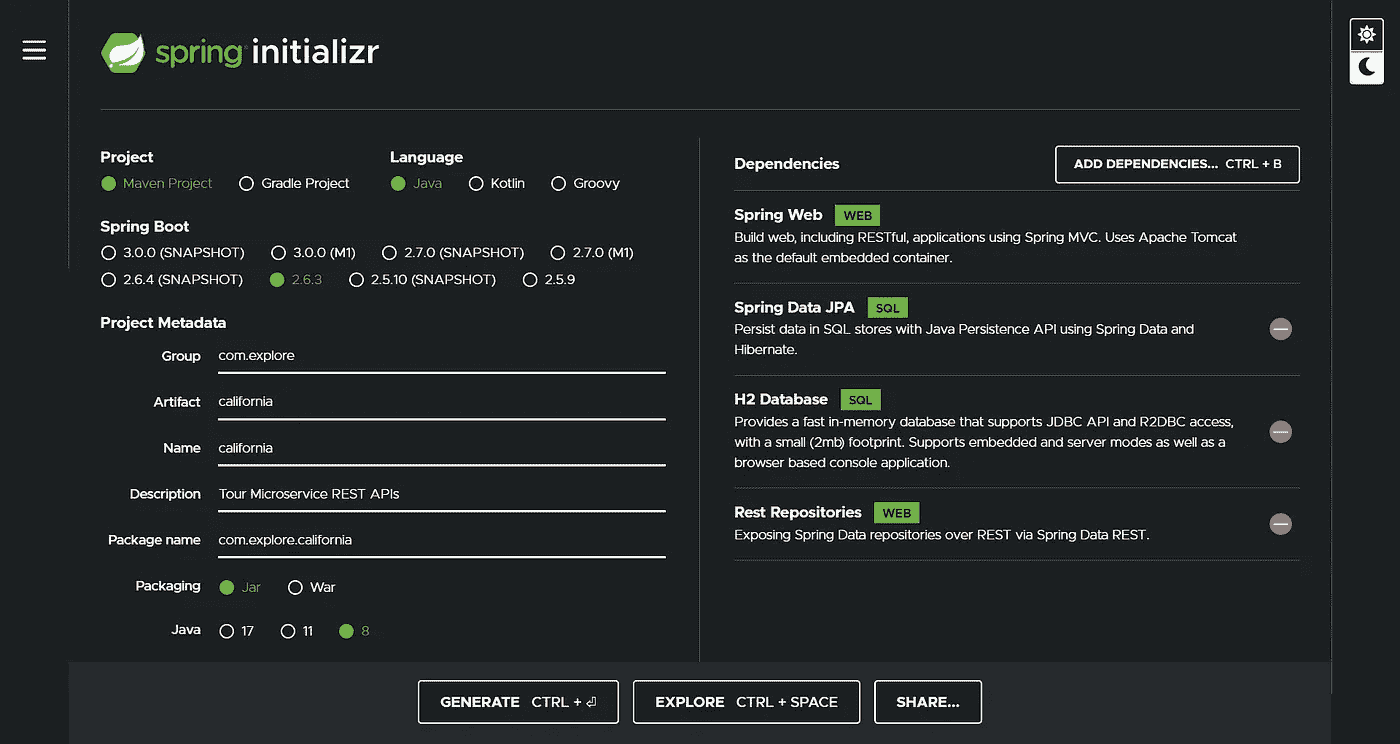 spring initializr
Project
Maven Project Gradle Project
Language
Java Kotlin Groovy
Spring Boot
3.0.0 (SNAPSHOT) 3.0.0 (M1) 2.7.0 (SNAPSHOT) 2.7.0 (M1)
2.6.4 (SNAPSHOT) 2.6.3 2.5.10 (SNAPSHOT) 2.5.9
Project Metadata
Group com.explore
Artifact california
Name california
Description Tour Microservice REST APIs
Package name com.explore.california
Packaging Jar War
Java 17 11 8
Dependencies
ADD DEPENDENCIES... CTRL + B
Spring Web WEB
Build web, including RESTful, applications using Spring MVC. Uses Apache Tomcat
as the default embedded container.
Spring Data JPA SQL
Persist data in SQL stores with Java Persistence API using Spring Data and
Hibernate.
H2 Database SQL
Provides a fast in-memory database that supports JDBC API and R2DBC access,
with a small (2mb) footprint. Supports embedded and server modes as well as a
browser based console application.
Rest Repositories WEB
Exposing Spring Data repositories over REST via Spring Data REST.
GENERATE CTRL + ⏎
EXPLORE CTRL + SPACE
SHARE...